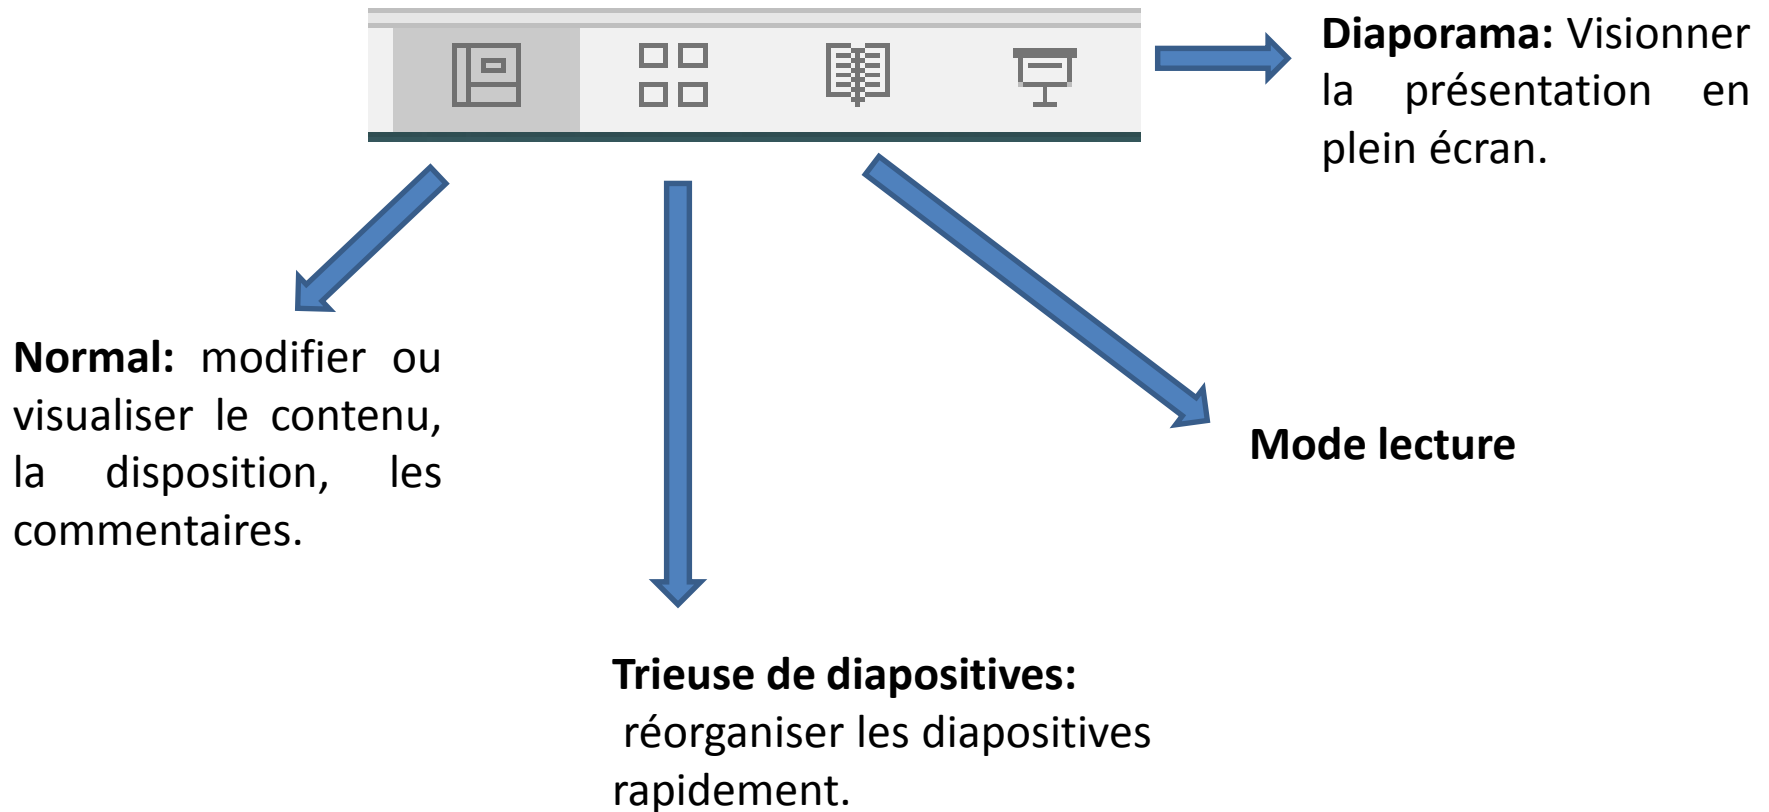 Diaporama: Visionner
la présentation en
plein écran.
Normal: modifier ou
visualiser le contenu,
la disposition, les
commentaires.
Mode lecture
Trieuse de diapositives:
réorganiser les diapositives
rapidement.